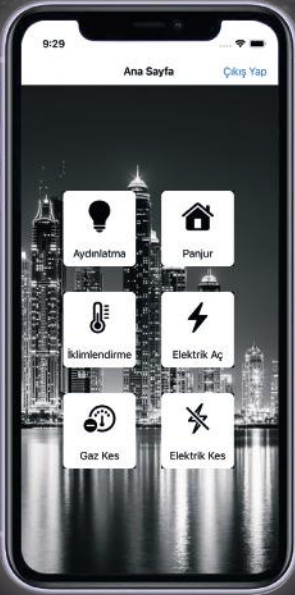 9:29
Ana Sayfa Çıkış Yap
Aydınlatma Panjur
İklimlendirme Elektrik Aç
Gaz Kes Elektrik Kes